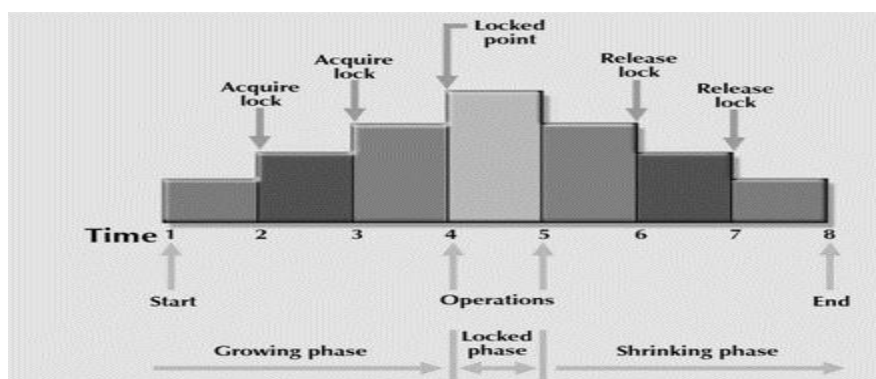 Locked
point
Acquire
lock
Acquire
lock
Release
lock
Release
lock
Time 1 2 3 4 5 6 7 8
Start
Operations
End
Growing phase
Locked
phase
Shrinking phase